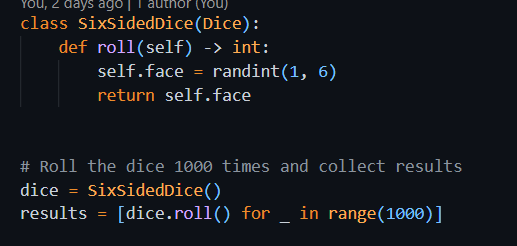 You, 2 days ago | 1 author (You)
class SixSidedDice(Dice):
    def roll(self) -> int:
        self.face = randint(1, 6)
        return self.face
# Roll the dice 1000 times and collect results
dice = SixSidedDice()
results = [dice.roll() for _ in range(1000)]